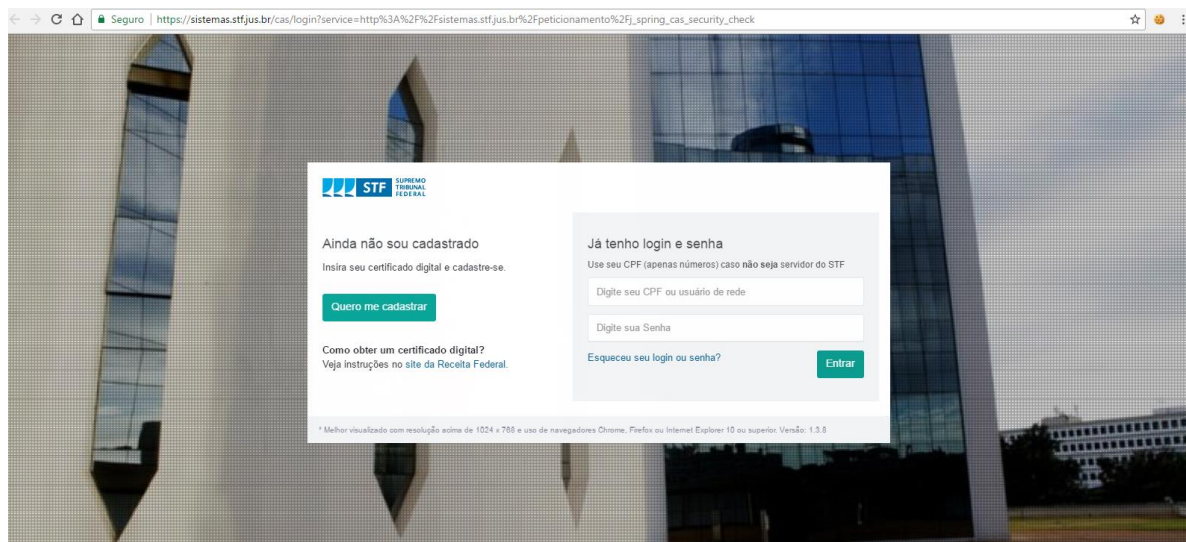 Seguro | https://sistemas.stf.jus.br/cas/login?service=http%3A%2F%2Fsistemas.stf.jus.br%2Fpeticionamento%2Fj_spring_cas_security_check
STF SUPREMO
TRIBUNAL
FEDERAL
Ainda não sou cadastrado
Insira seu certificado digital e cadastre-se.
Quero me cadastrar
Como obter um certificado digital?
Veja instruções no site da Receita Federal.
Já tenho login e senha
Use seu CPF (apenas números) caso não seja servidor do STF
Digite seu CPF ou usuário de rede
Digite sua Senha
Esqueceu seu login ou senha?
Entrar
* Melhor visualizado com resolução acima de 1024 x 768 e uso de navegadores Chrome, Firefox ou Internet Explorer 10 ou superior. Versão: 1.3.8